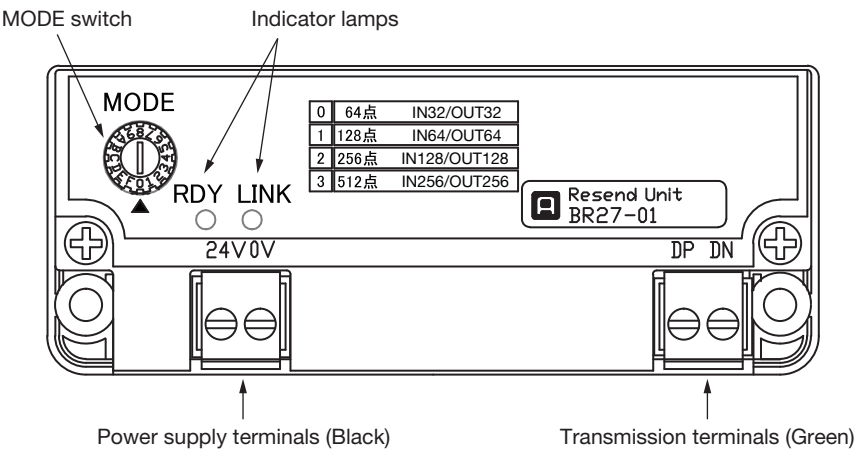 MODE switch
Indicator lamps
MODE
0 64点 IN32/OUT32
1 128点 IN64/OUT64
2 256点 IN128/OUT128
3 512点 IN256/OUT256
RDY LINK
Resend Unit
BR27-01
24V0V
DP DN
Power supply terminals (Black)
Transmission terminals (Green)